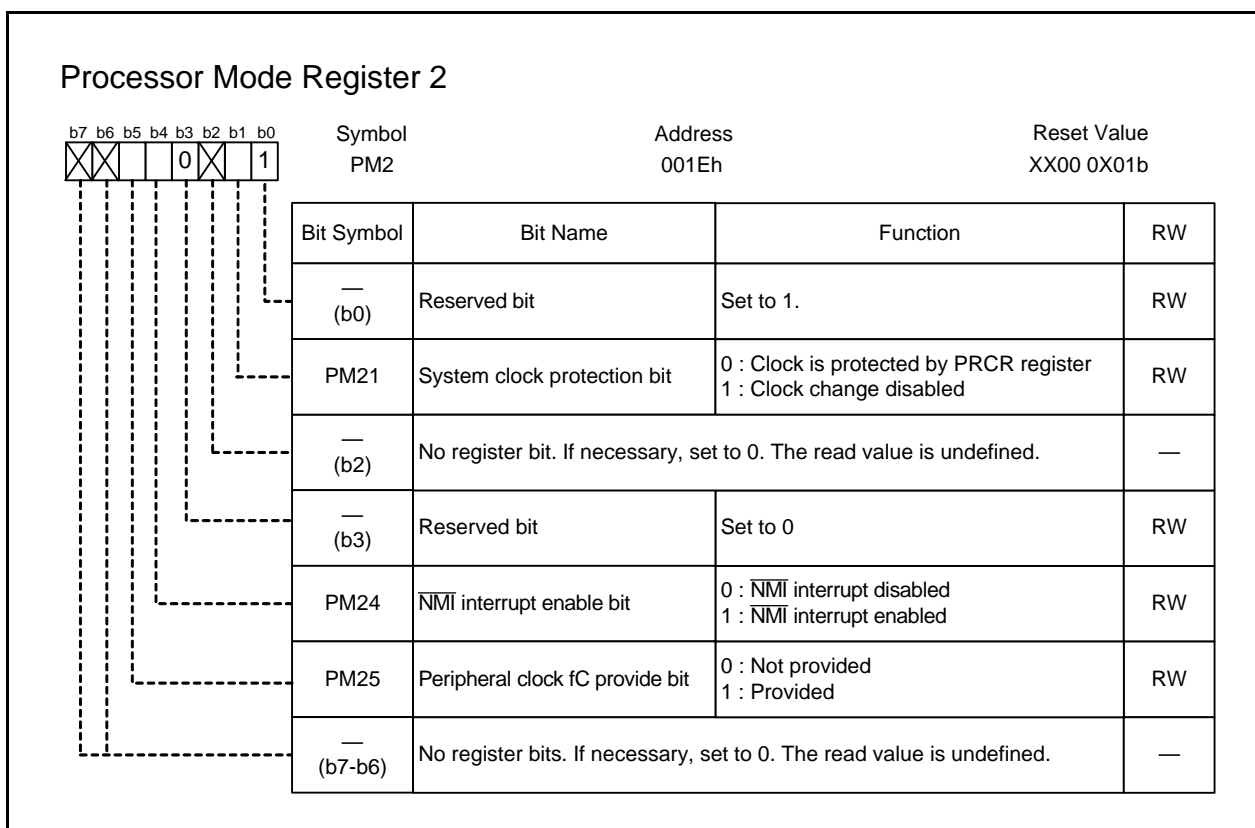 Processor Mode Register 2
b7 b6 b5 b4 b3 b2 b1 b0
0 1
Symbol Address Reset Value
PM2 001Eh XX00 0X01b
Bit Symbol Bit Name Function RW
—
(b0) Reserved bit Set to 1. RW
PM21 System clock protection bit 0 : Clock is protected by PRCR register
1 : Clock change disabled RW
—
(b2) No register bit. If necessary, set to 0. The read value is undefined. —
—
(b3) Reserved bit Set to 0 RW
PM24 N̅M̅I̅ interrupt enable bit 0 : N̅M̅I̅ interrupt disabled
1 : N̅M̅I̅ interrupt enabled RW
PM25 Peripheral clock fC provide bit 0 : Not provided
1 : Provided RW
—
(b7-b6) No register bits. If necessary, set to 0. The read value is undefined. —